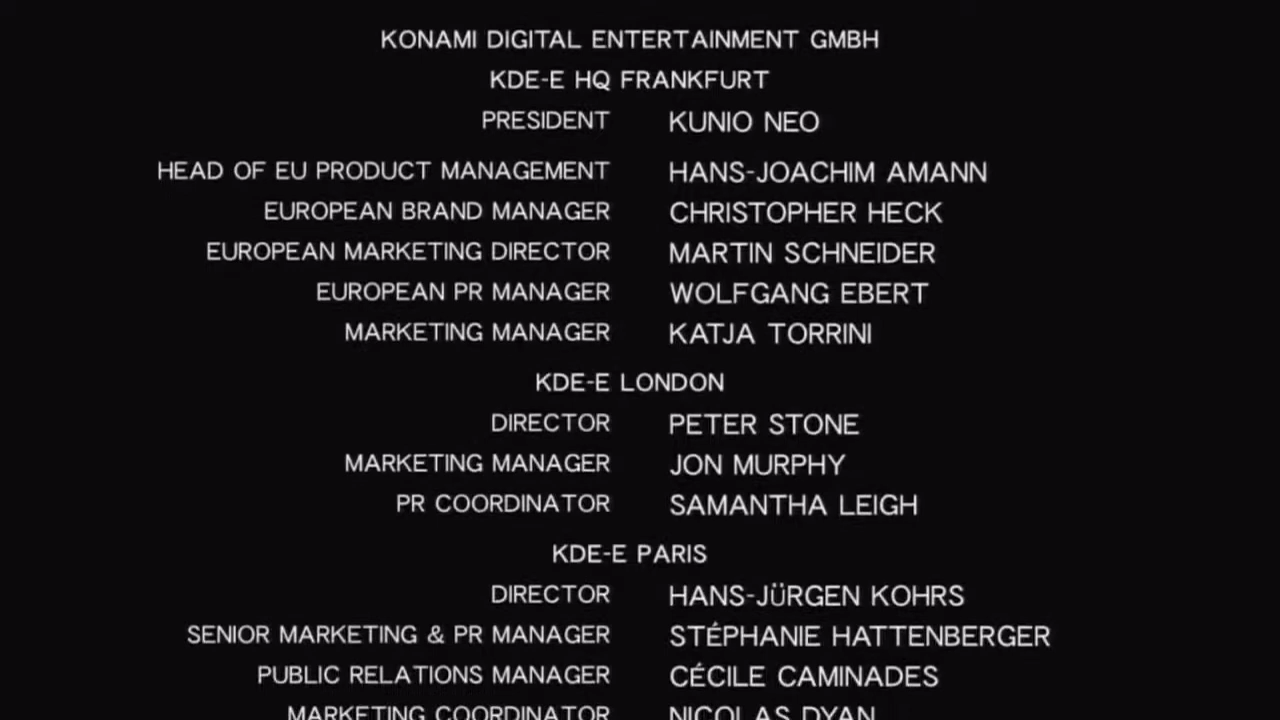 KONAMI DIGITAL ENTERTAINMENT GMBH
KDE-E HQ FRANKFURT
PRESIDENT KUNIO NEO
HEAD OF EU PRODUCT MANAGEMENT HANS-JOACHIM AMANN
EUROPEAN BRAND MANAGER CHRISTOPHER HECK
EUROPEAN MARKETING DIRECTOR MARTIN SCHNEIDER
EUROPEAN PR MANAGER WOLFGANG EBERT
MARKETING MANAGER KATJA TORRINI
KDE-E LONDON
DIRECTOR PETER STONE
MARKETING MANAGER JON MURPHY
PR COORDINATOR SAMANTHA LEIGH
KDE-E PARIS
DIRECTOR HANS-JÜRGEN KOHRS
SENIOR MARKETING & PR MANAGER STÉPHANIE HATTENBERGER
PUBLIC RELATIONS MANAGER CÉCILE CAMINADES
MARKETING COORDINATOR NICOLAS DYAN